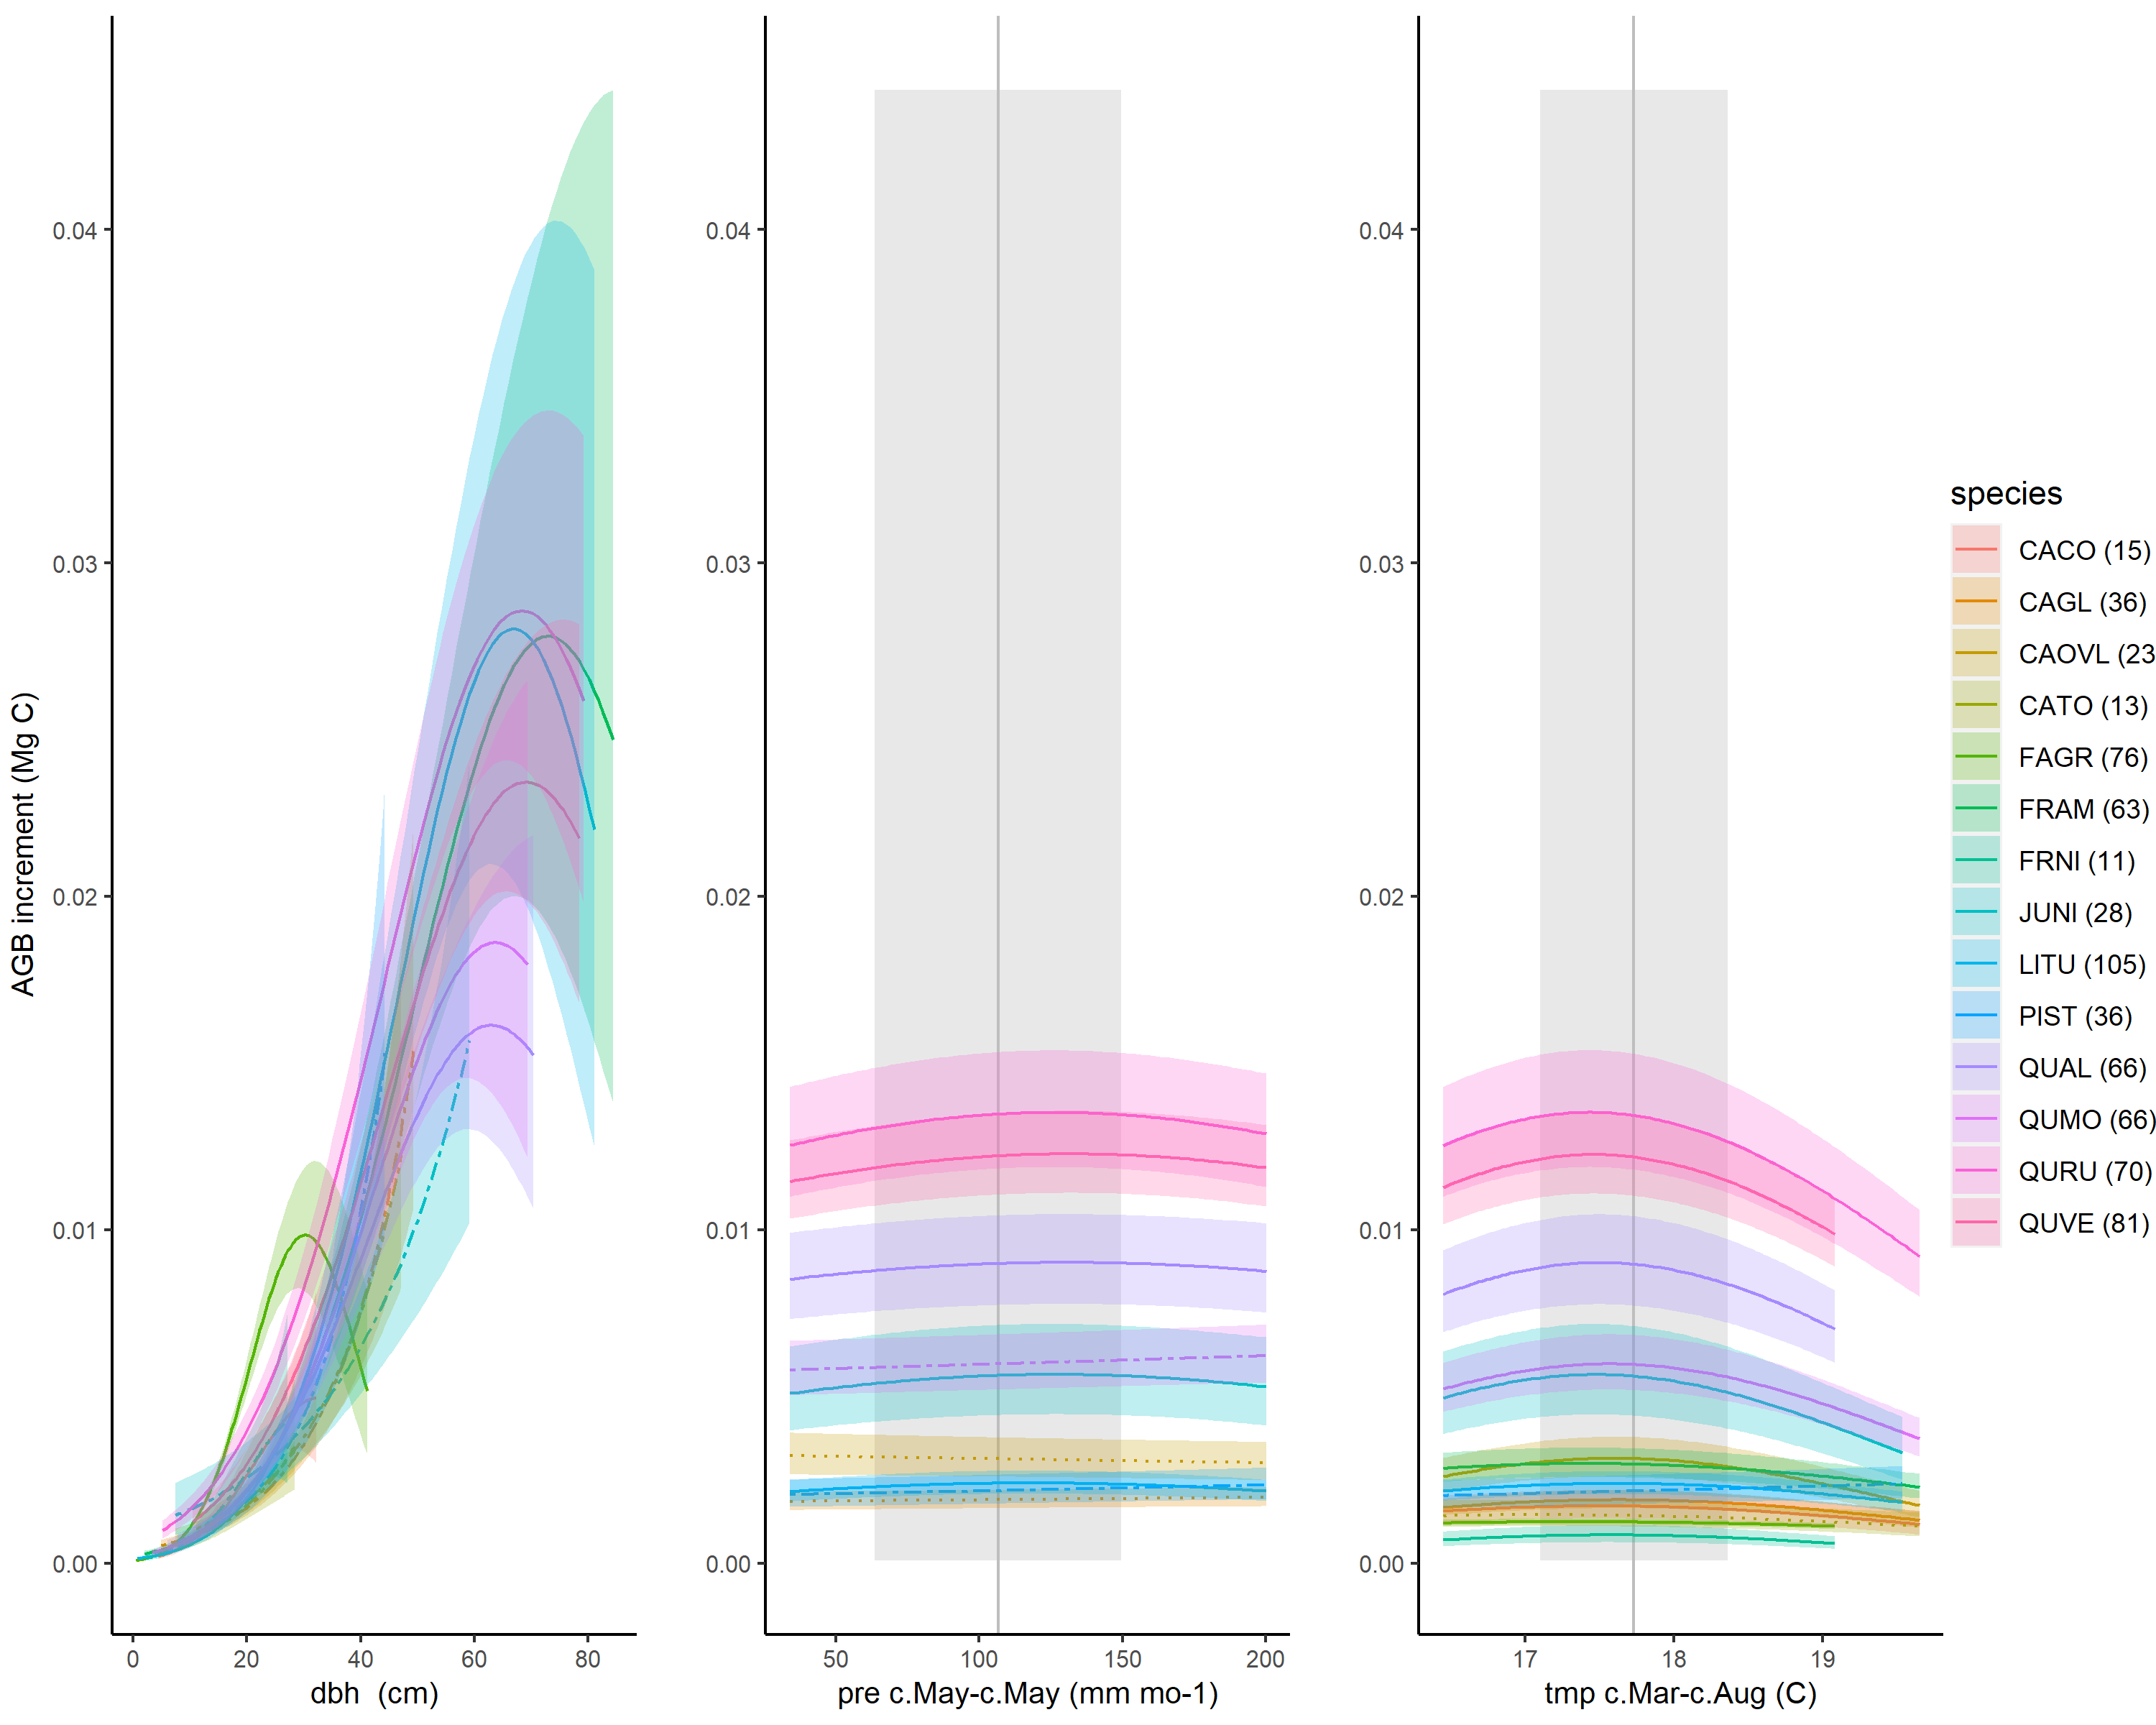 AGB increment (Mg C)
0.04
0.03
0.02
0.01
0.00
0 20 40 60 80
dbh (cm)
0.04
0.03
0.02
0.01
0.00
50 100 150 200
pre c.May-c.May (mm mo-1)
0.04
0.03
0.02
0.01
0.00
17 18 19
tmp c.Mar-c.Aug (C)
species
CACO (15)
CAGL (36)
CAOVL (23
CATO (13)
FAGR (76)
FRAM (63)
FRNI (11)
JUNI (28)
LITU (105)
PIST (36)
QUAL (66)
QUMO (66)
QURU (70)
QUVE (81)